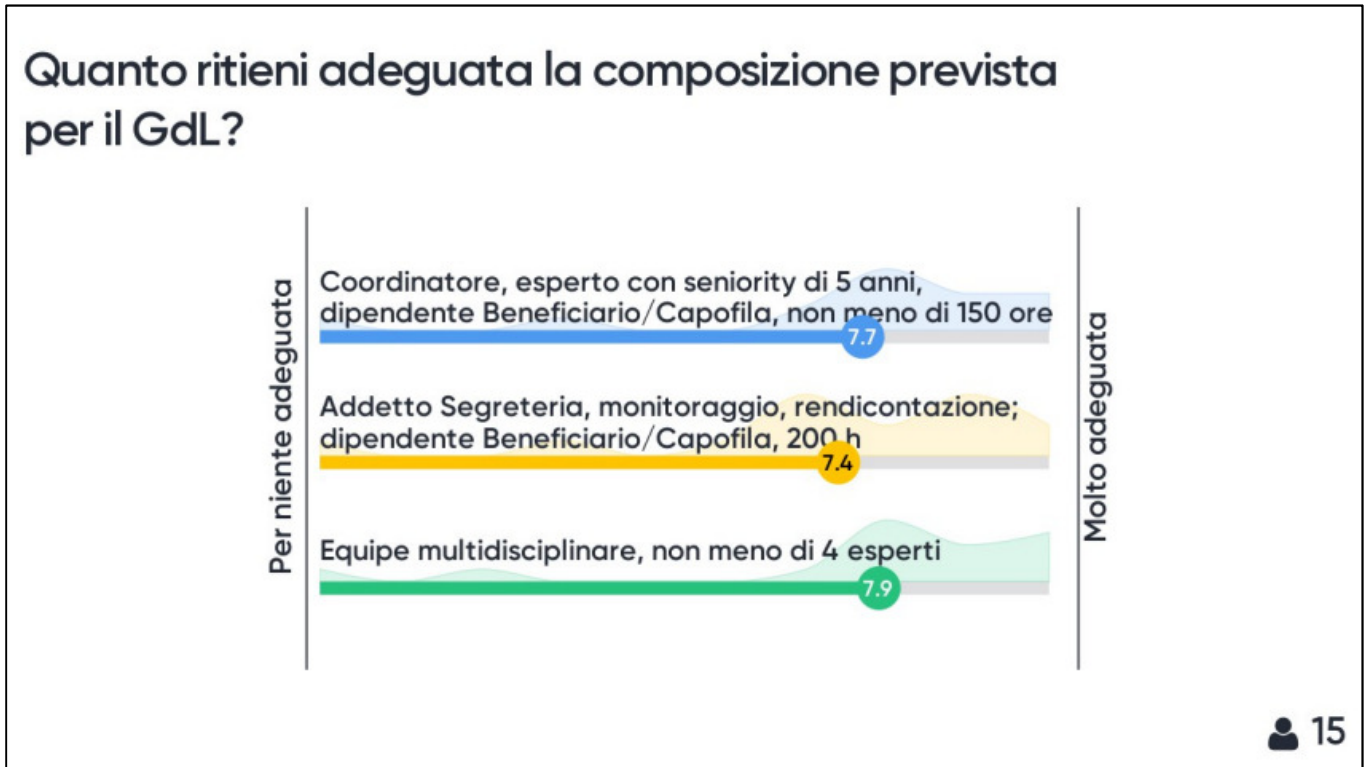 Quanto ritieni adeguata la composizione prevista
per il GdL?
Per niente adeguata
Coordinatore, esperto con seniority di 5 anni,
dipendente Beneficiario/Capofila, non meno di 150 ore
7.7
Addetto Segreteria, monitoraggio, rendicontazione;
dipendente Beneficiario/Capofila, 200 h
7.4
Equipe multidisciplinare, non meno di 4 esperti
7.9
Molto adeguata
15